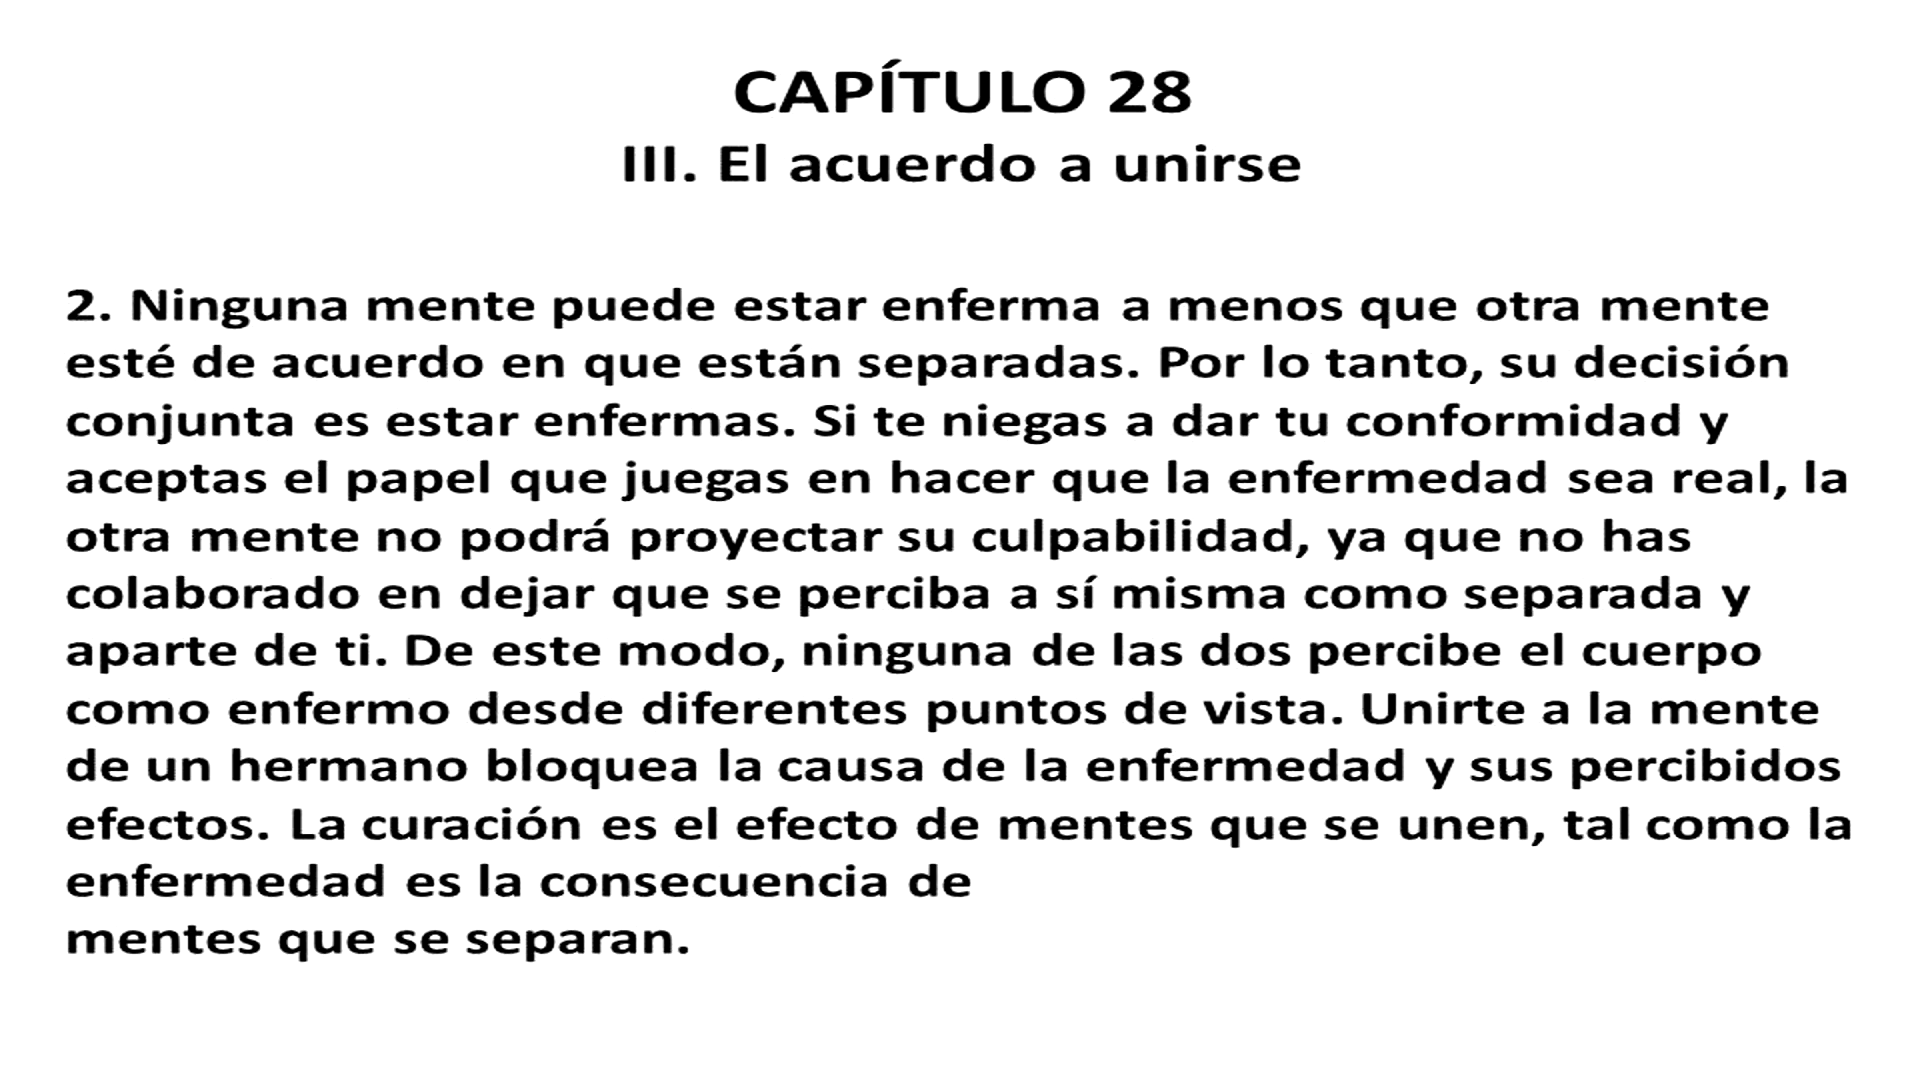 CAPÍTULO 28
III. El acuerdo a unirse
2. Ninguna mente puede estar enferma a menos que otra mente
esté de acuerdo en que están separadas. Por lo tanto, su decisión
conjunta es estar enfermas. Si te niegas a dar tu conformidad y
aceptas el papel que juegas en hacer que la enfermedad sea real, la
otra mente no podrá proyectar su culpabilidad, ya que no has
colaborado en dejar que se perciba a sí misma como separada y
aparte de ti. De este modo, ninguna de las dos percibe el cuerpo
como enfermo desde diferentes puntos de vista. Unirte a la mente
de un hermano bloquea la causa de la enfermedad y sus percibidos
efectos. La curación es el efecto de mentes que se unen, tal como la
enfermedad es la consecuencia de
mentes que se separan.